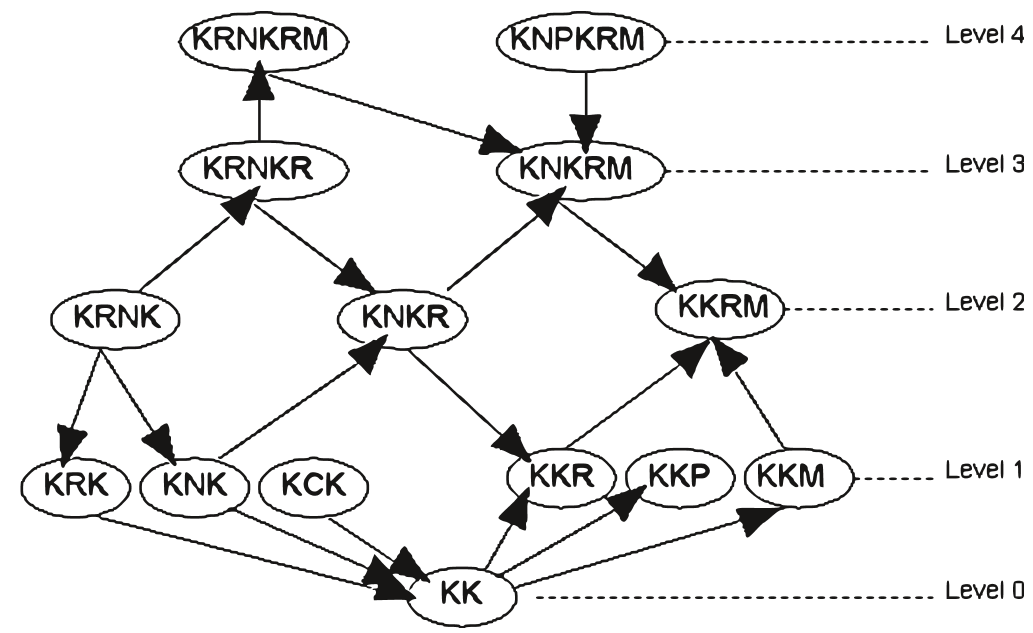 KRNKRM KNPKRM Level 4
KRNKR KNKRM Level 3
KRNK KNKR KKRM Level 2
KRK KNK KCK KKR KKP KKM Level 1
KK Level 0